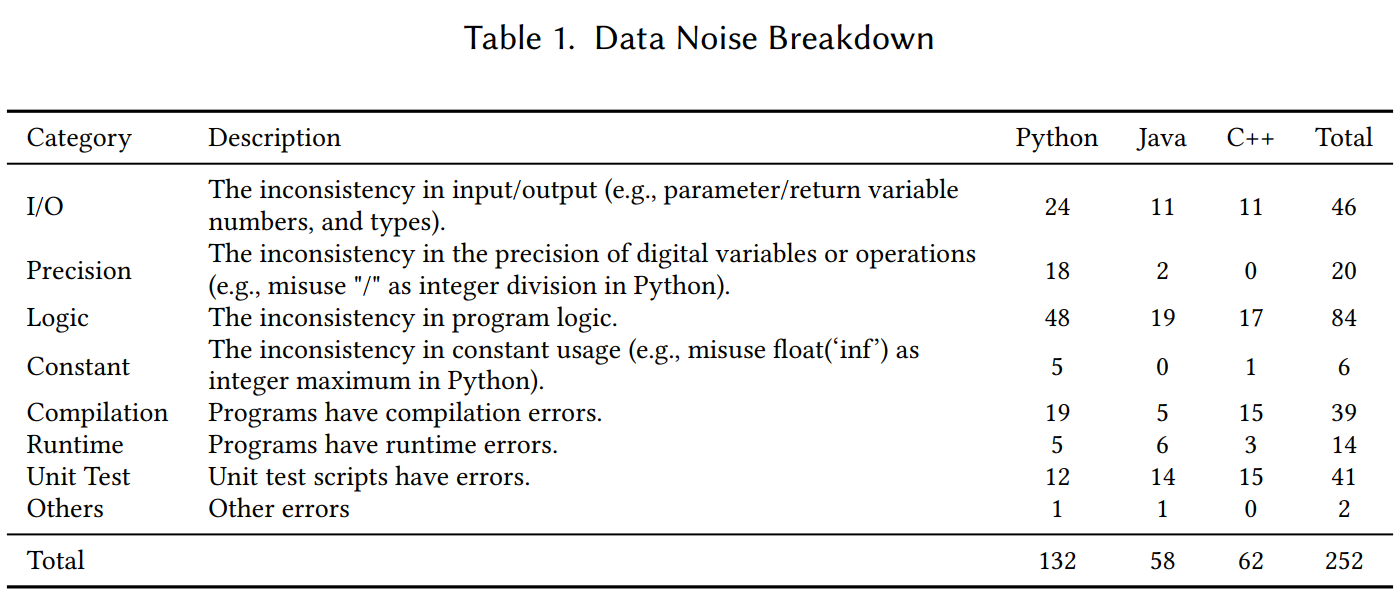 Table 1. Data Noise Breakdown
Category Description Python Java C++ Total
I/O The inconsistency in input/output (e.g., parameter/return variable numbers, and types). 24 11 11 46
Precision The inconsistency in the precision of digital variables or operations (e.g., misuse "/" as integer division in Python). 18 2 0 20
Logic The inconsistency in program logic. 48 19 17 84
Constant The inconsistency in constant usage (e.g., misuse float(‘inf’) as integer maximum in Python). 5 0 1 6
Compilation Programs have compilation errors. 19 5 15 39
Runtime Programs have runtime errors. 5 6 3 14
Unit Test Unit test scripts have errors. 12 14 15 41
Others Other errors 1 1 0 2
Total 132 58 62 252